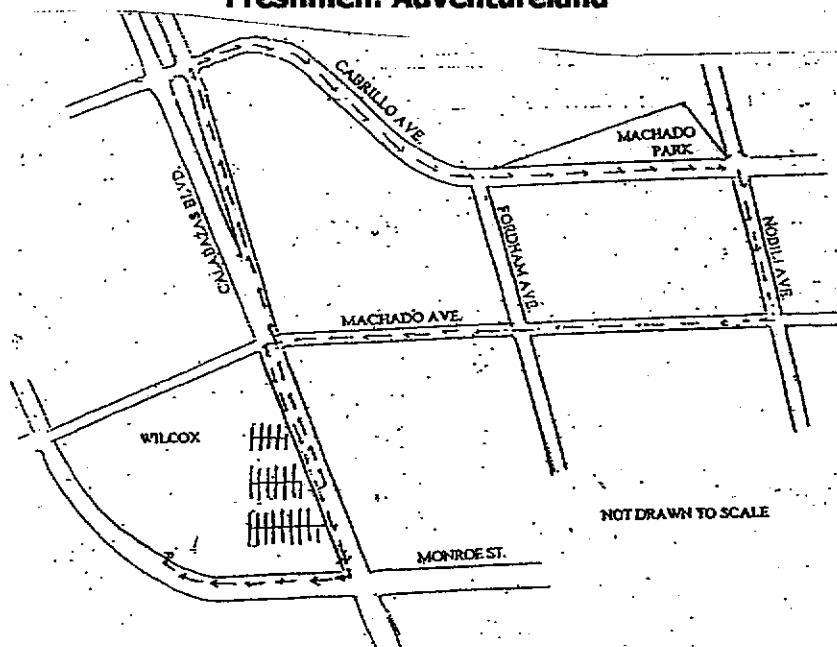 Freshmen: Adventureland
CABRILLO AVE.
MACHADO
PARK
CALABAZAS BLVD.
FORDHAM AVE.
NOBILI AVE.
MACHADO AVE.
WILCOX
NOT DRAWN TO SCALE
MONROE ST.